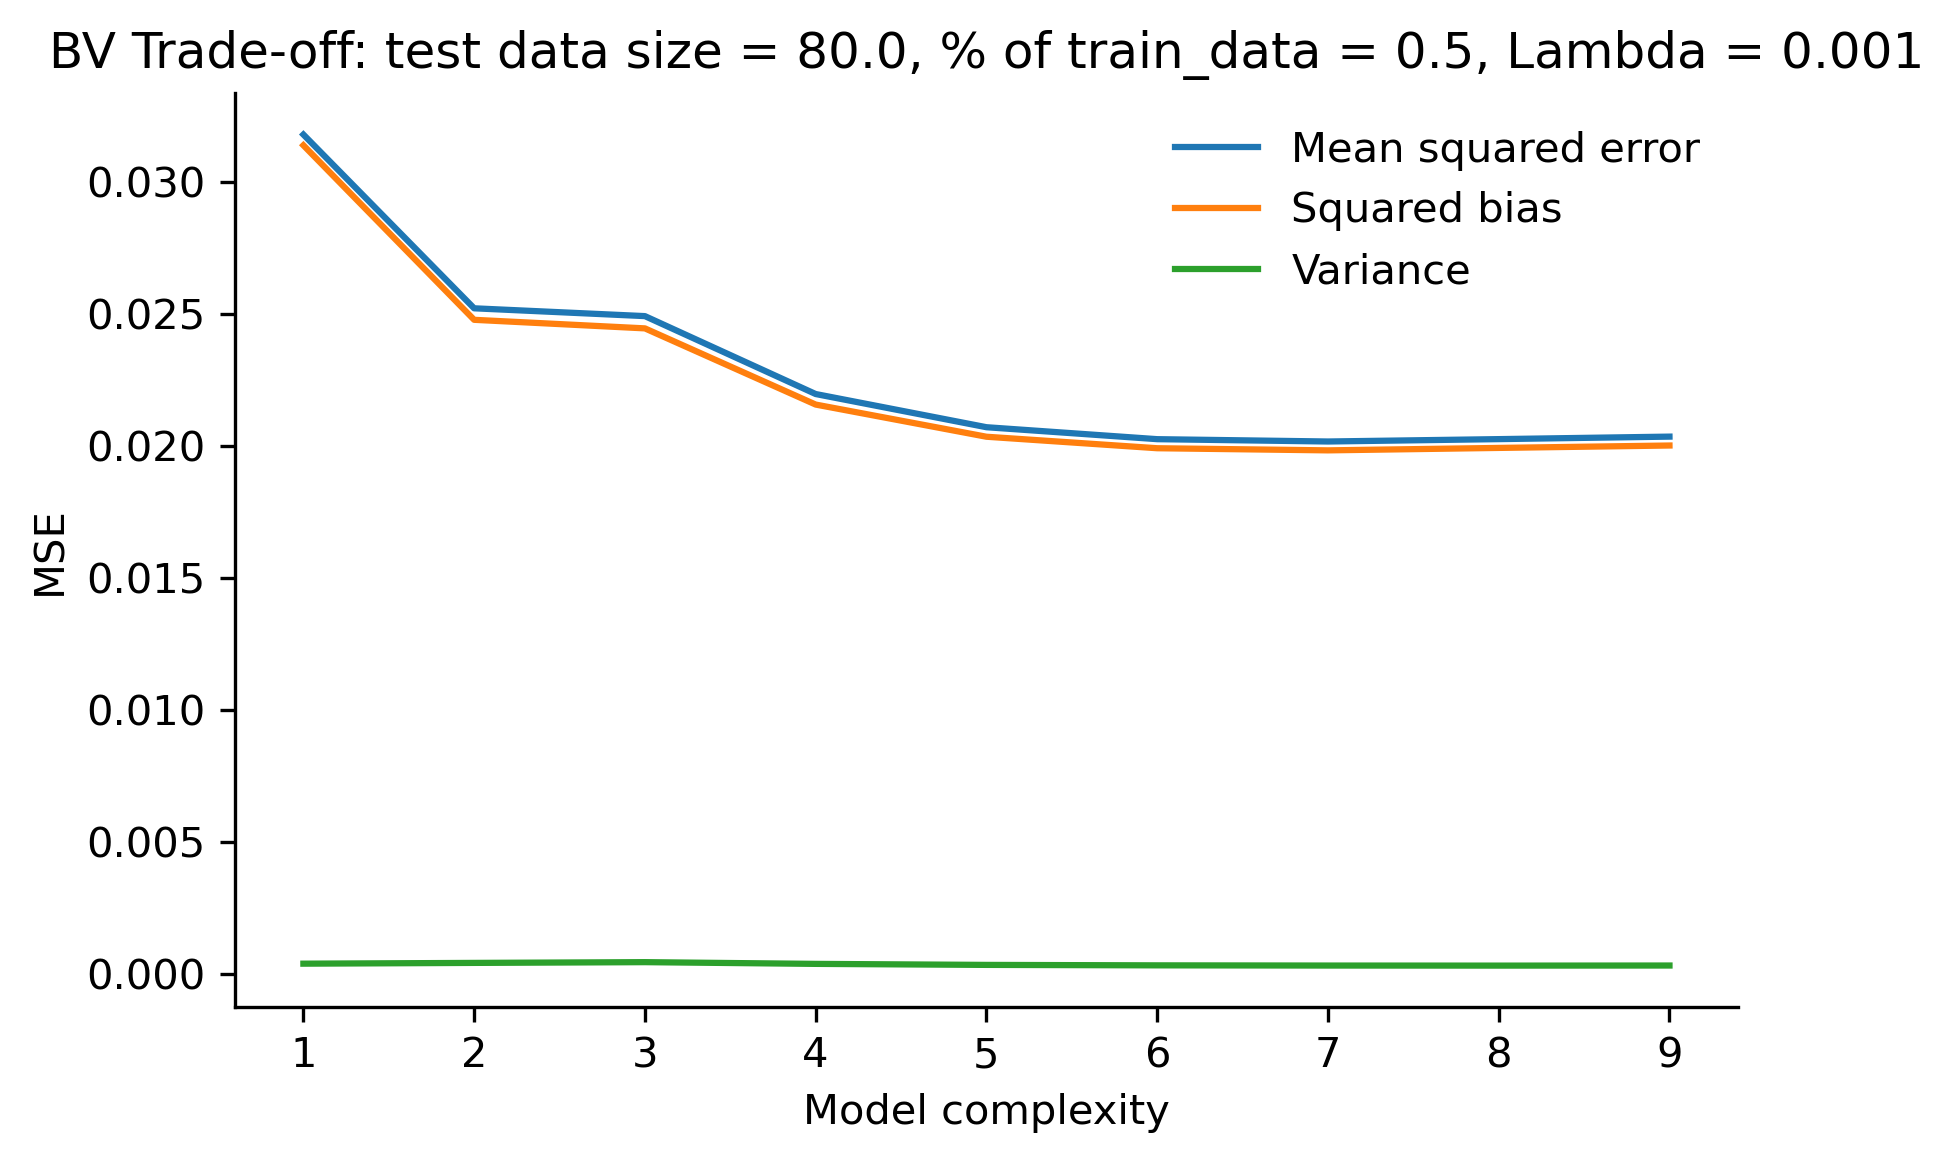 BV Trade-off: test data size = 80.0, % of train_data = 0.5, Lambda = 0.001
Mean squared error
Squared bias
Variance
0.030
0.025
0.020
0.015
0.010
0.005
0.000
MSE
1 2 3 4 5 6 7 8 9
Model complexity